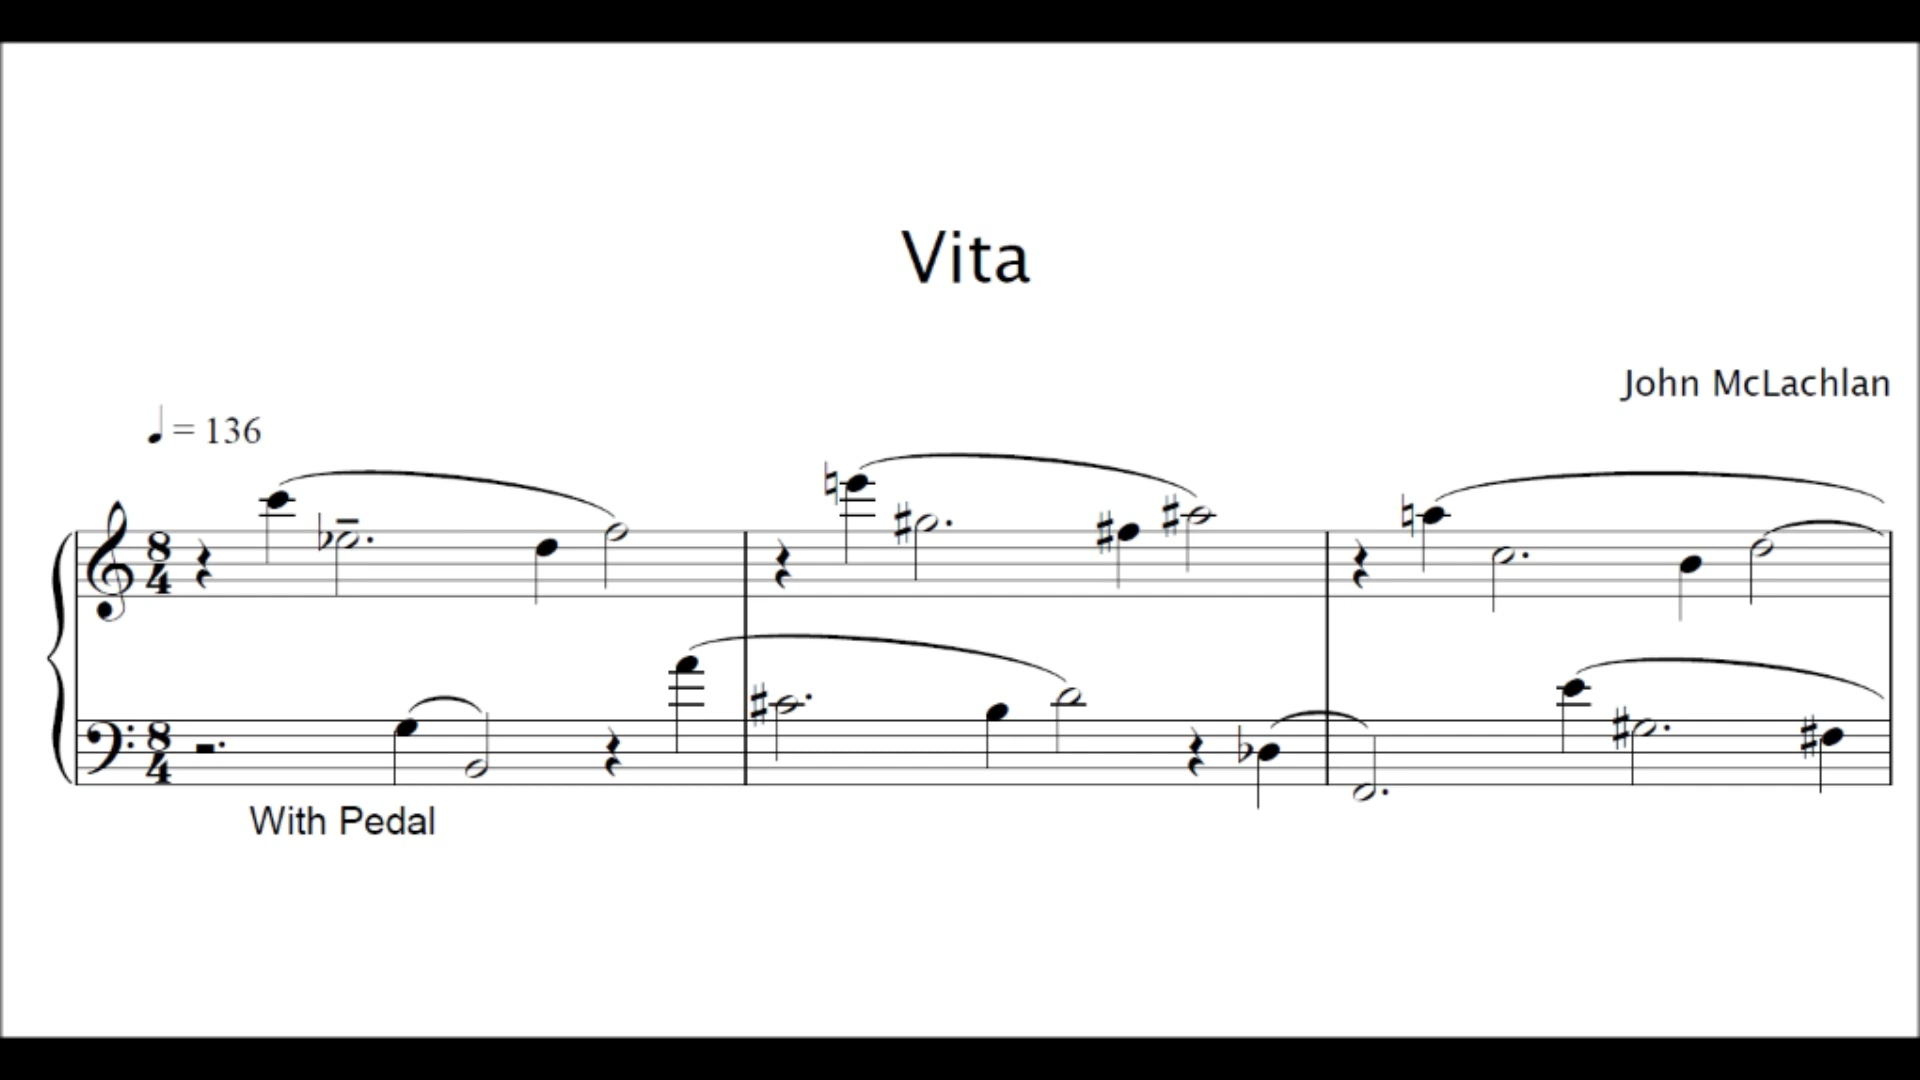 Vita
John McLachlan
♩ = 136
8
4
8
4
With Pedal